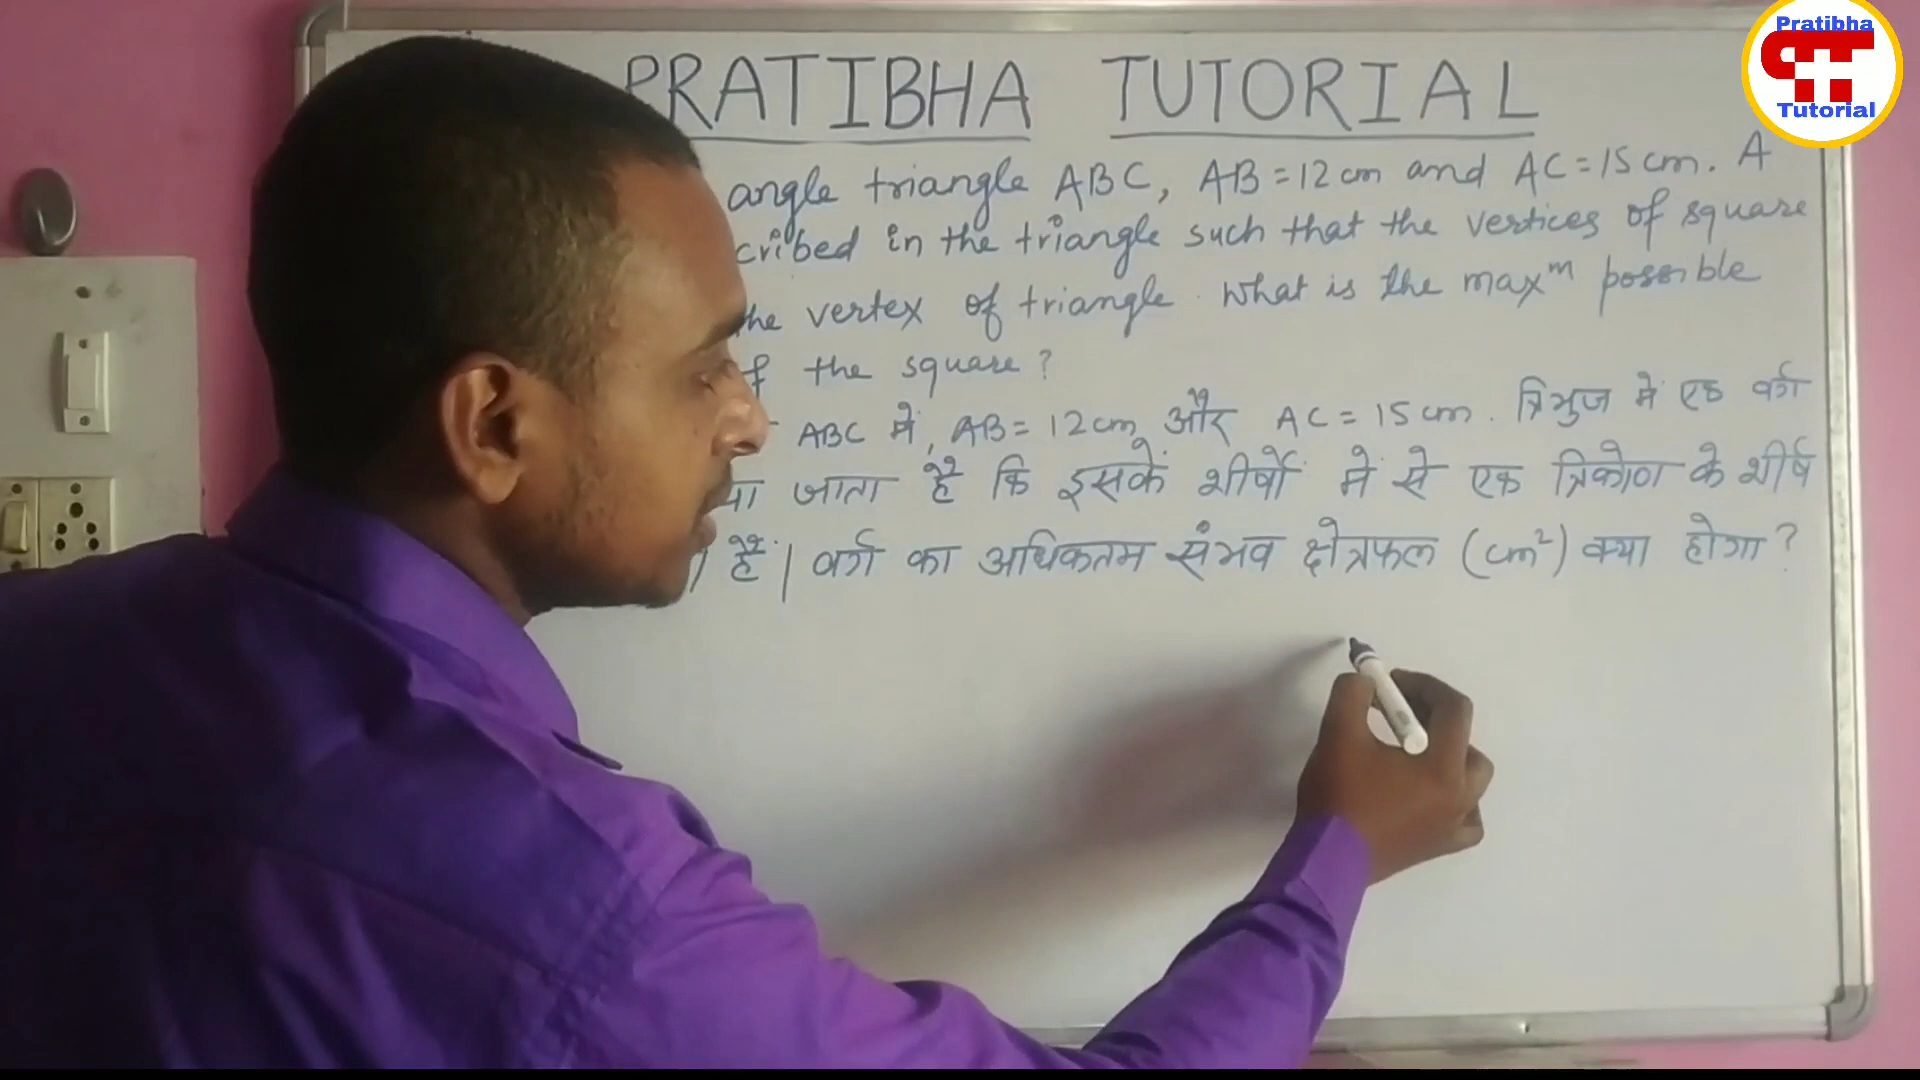 PRATIBHA TUTORIAL
Pratibha
Tutorial
angle triangle ABC, AB = 12 cm and AC = 15 cm. A
cribed in the triangle such that the vertices of square
the vertex of triangle. What is the maxᵐ possible
f the square?
ABC में, AB = 12 cm और AC = 15 cm. त्रिभुज में एक वर्ग
या जाता है कि इसके शीर्षों में से एक त्रिकोण के शीर्ष
है | वर्ग का अधिकतम संभव क्षेत्रफल (cm²) क्या होगा?